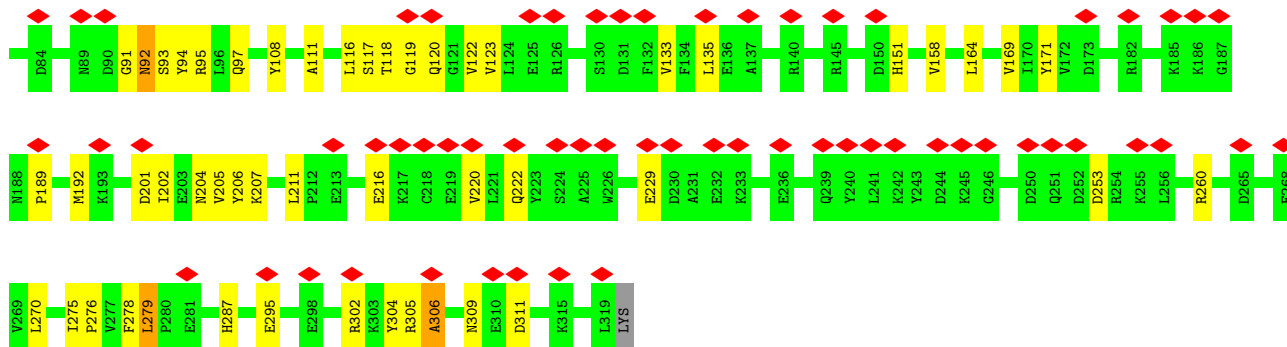 D84 N89 D90 G91 N92 S93 Y94 R95 L96 Q97 Y108 A111 L116 S117 T118 G119 Q120 G121 V122 V123 L124 E125 R126 S130 D131 F132 V133 F134 L135 E136 A137 R140 R145 D150 H151 V158 L164 V169 I170 Y171 V172 D173 R182 K185 K186 G187
N188 P189 M192 K193 D201 I202 E203 N204 V205 Y206 K207 L211 P212 E213 E216 K217 C218 E219 V220 L221 Q222 Y223 S224 A225 W226 E229 D230 A231 E232 K233 E236 Q239 Y240 L241 K242 Y243 D244 K245 G246 D250 Q251 D252 D253 R254 K255 L256 R260 D265
V269 L270 I275 P276 V277 F278 L279 P280 E281 H287 E295 E298 R302 K303 Y304 R305 A306 N309 E310 D311 K315 L319 LYS